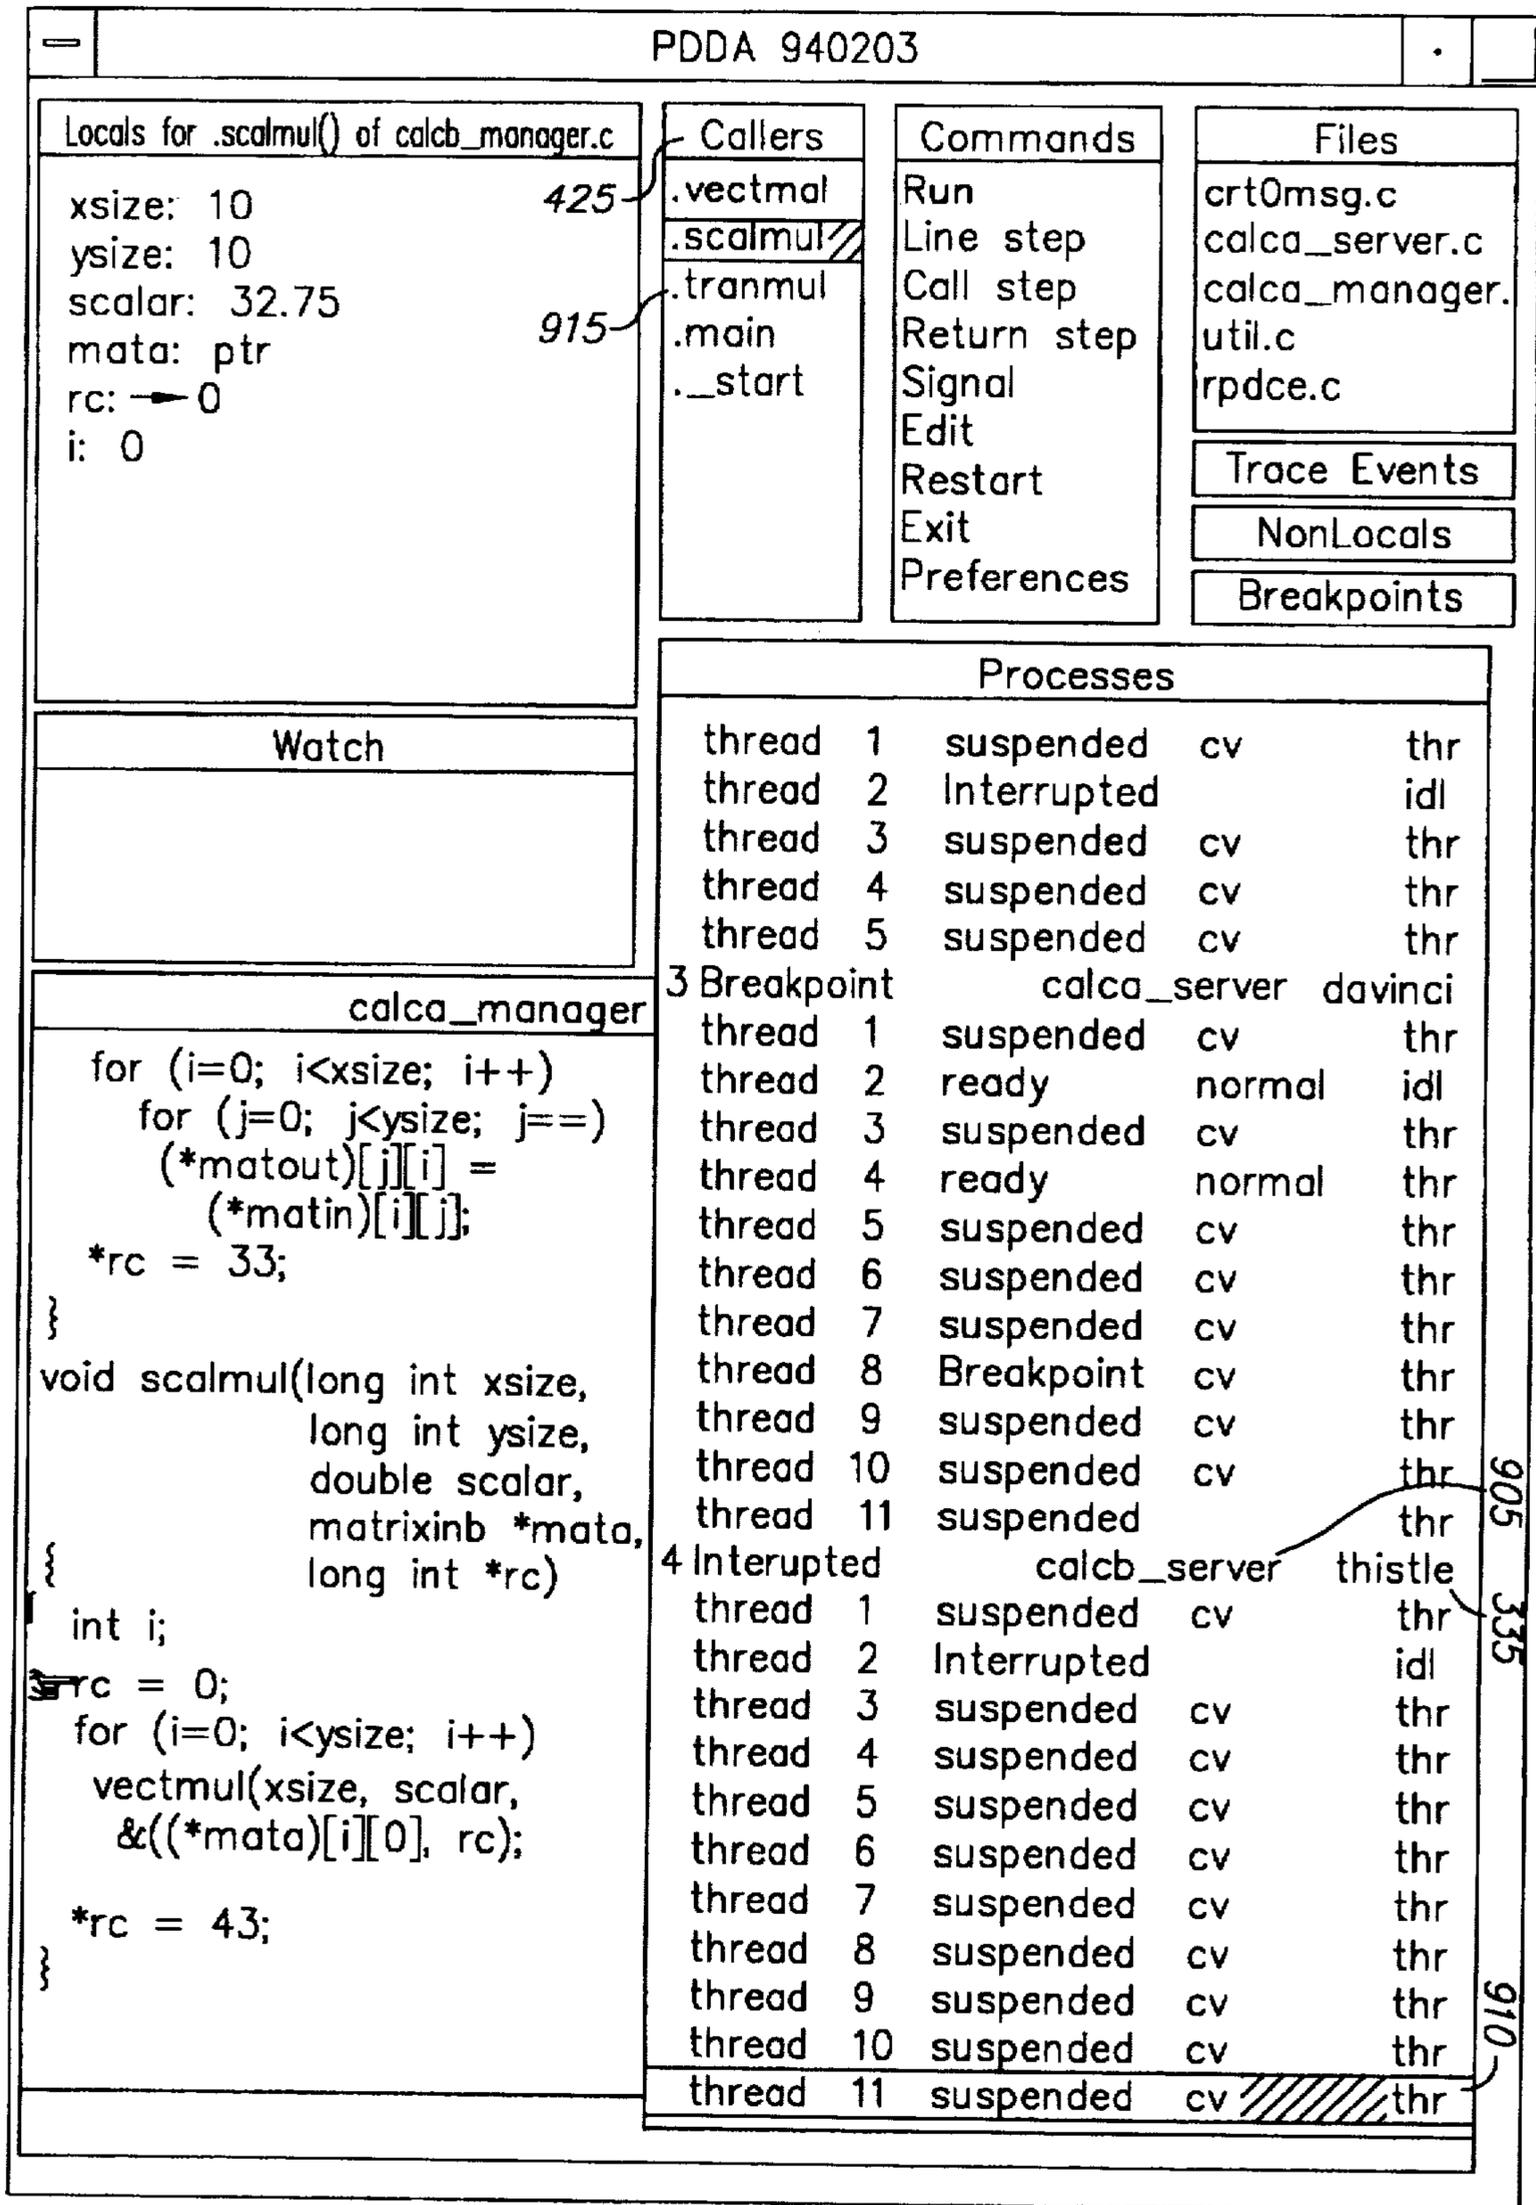 PDDA 940203
Locals for .scalmul() of calcb_manager.c
xsize: 10
ysize: 10
scalar: 32.75
mata: ptr
rc: 0
i: 0
425
915
Callers
.vectmal
.scalmul
.tranmul
.main
._start
Commands
Run
Line step
Call step
Return step
Signal
Edit
Restart
Exit
Preferences
Files
crt0msg.c
calca_server.c
calca_manager.
util.c
rpdce.c
Trace Events
NonLocals
Breakpoints
Watch
calca_manager
for (i=0; i<xsize; i++)
for (j=0; j<ysize; j==)
(*matout)[j][i] =
(*matin)[i][j];
*rc = 33;
}
void scalmul(long int xsize,
long int ysize,
double scalar,
matrixinb *mata,
{ long int *rc)
int i;
rc = 0;
for (i=0; i<ysize; i++)
vectmul(xsize, scalar,
&((*mata)[i][0], rc);
*rc = 43;
}
Processes
thread 1 suspended cv thr
thread 2 Interrupted idl
thread 3 suspended cv thr
thread 4 suspended cv thr
thread 5 suspended cv thr
3 Breakpoint calca_server davinci
thread 1 suspended cv thr
thread 2 ready normal idl
thread 3 suspended cv thr
thread 4 ready normal thr
thread 5 suspended cv thr
thread 6 suspended cv thr
thread 7 suspended cv thr
thread 8 Breakpoint cv thr
thread 9 suspended cv thr
thread 10 suspended cv thr
thread 11 suspended thr
4 Interupted calcb_server thistle
thread 1 suspended cv thr
thread 2 Interrupted idl
thread 3 suspended cv thr
thread 4 suspended cv thr
thread 5 suspended cv thr
thread 6 suspended cv thr
thread 7 suspended cv thr
thread 8 suspended cv thr
thread 9 suspended cv thr
thread 10 suspended cv thr
thread 11 suspended cv thr
905
335
910